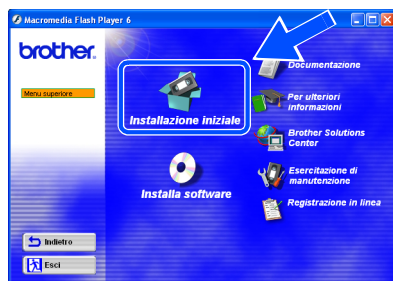 Macromedia Flash Player 6
brother.
Menu superiore
Installazione iniziale
Installa software
Documentazione
Per ulteriori
informazioni
Brother Solutions
Center
Esercitazione di
manutenzione
Registrazione in linea
Indietro
Esci